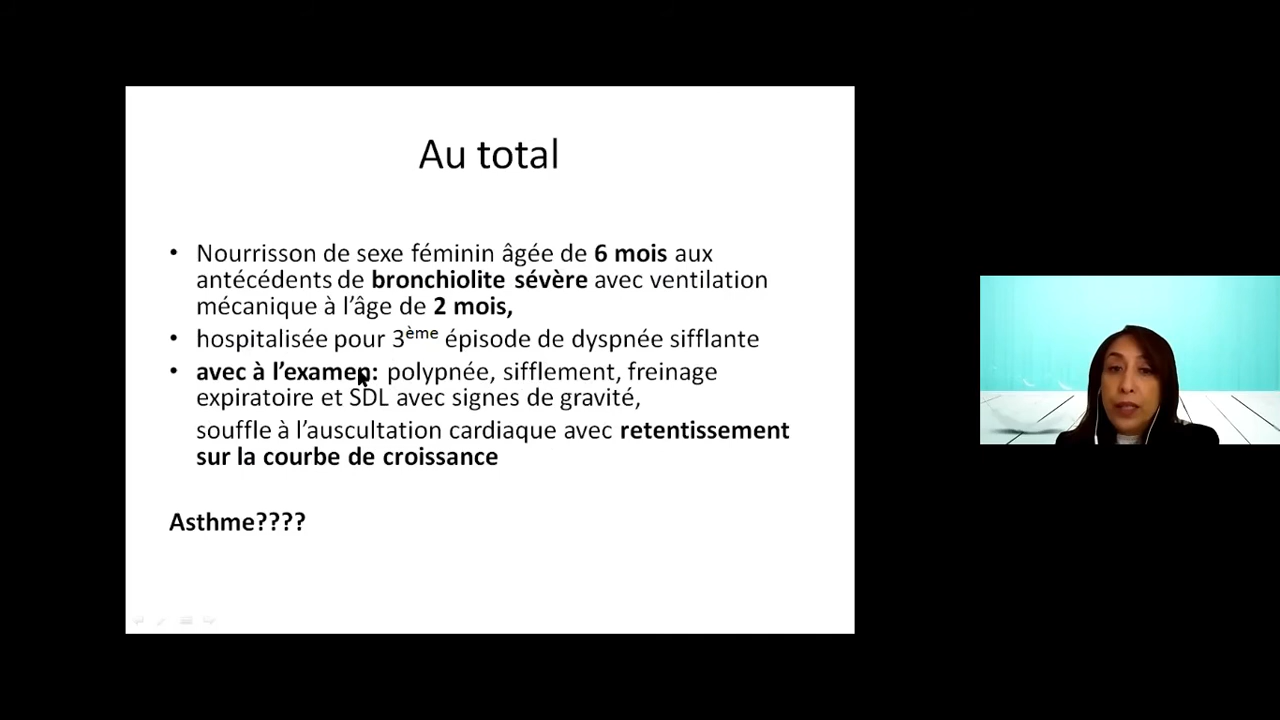 Au total
• Nourrisson de sexe féminin âgée de 6 mois aux
antécédents de bronchiolite sévère avec ventilation
mécanique à l'âge de 2 mois,
• hospitalisée pour 3ème épisode de dyspnée sifflante
• avec à l'examen: polypnée, sifflement, freinage
expiratoire et SDL avec signes de gravité,
souffle à l'auscultation cardiaque avec retentissement
sur la courbe de croissance
Asthme????